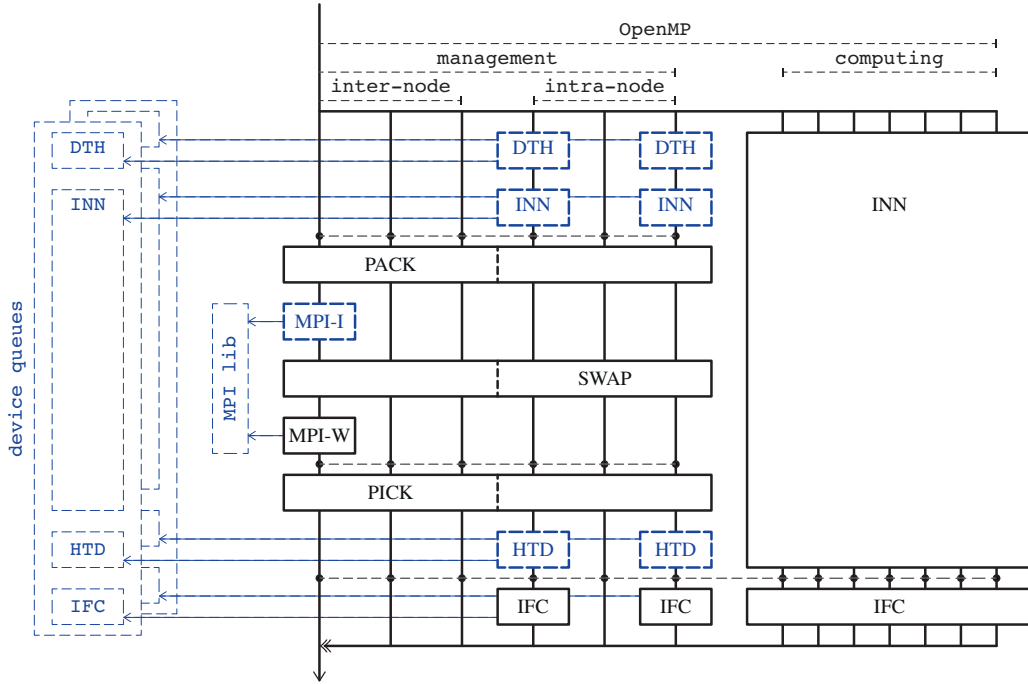 OpenMP
management
computing
inter-node
intra-node
DTH
DTH
DTH
INN
INN
INN
INN
PACK
MPI-I
SWAP
MPI-W
PICK
HTD
HTD
HTD
IFC
IFC
IFC
IFC
device queues
MPI lib